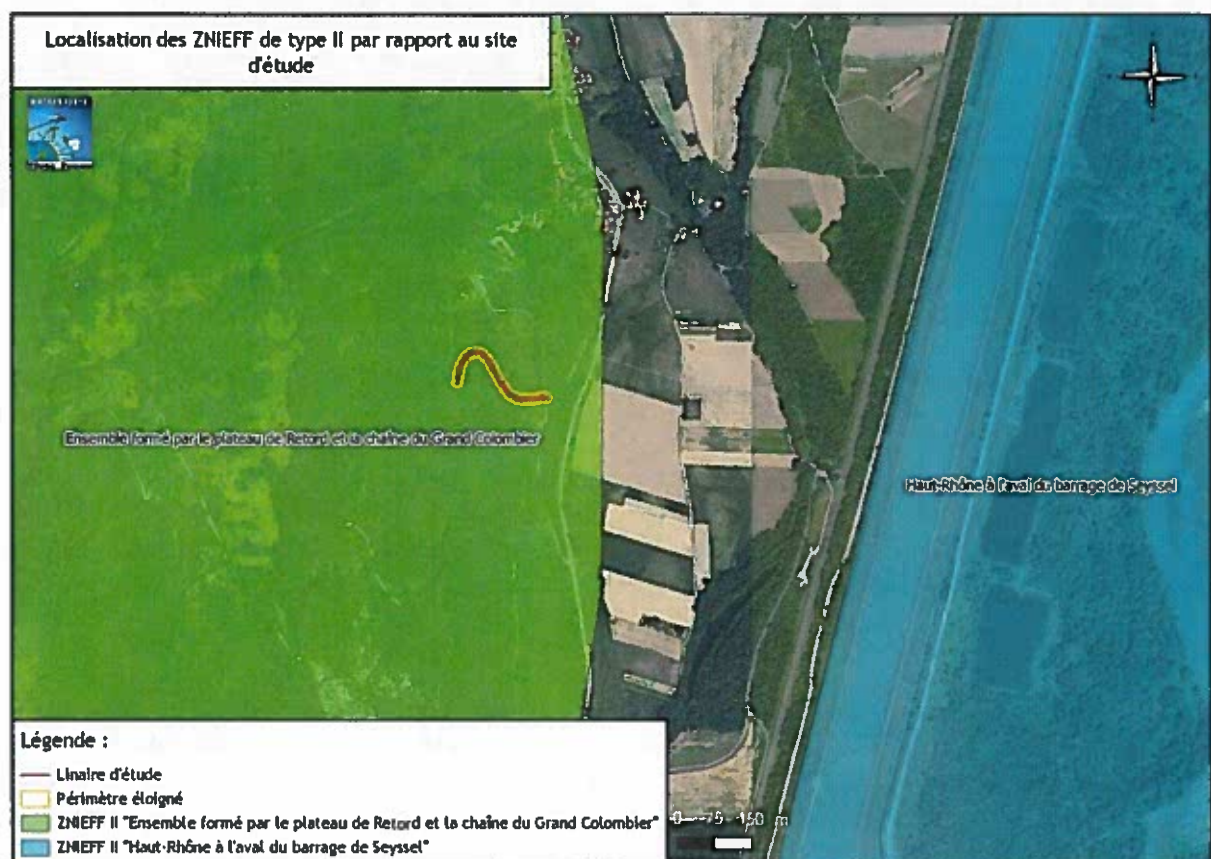 Localisation des ZNIEFF de type II par rapport au site
d'étude
Ensemble formé par le plateau de Retord et la chaîne du Grand Colombier
Haut-Rhône à l'aval du barrage de Seyssel
Légende :
Linaire d'étude
Périmètre éloigné
ZNIEFF II "Ensemble formé par le plateau de Retord et la chaîne du Grand Colombier"
ZNIEFF II "Haut-Rhône à l'aval du barrage de Seyssel"
0 75 150 m